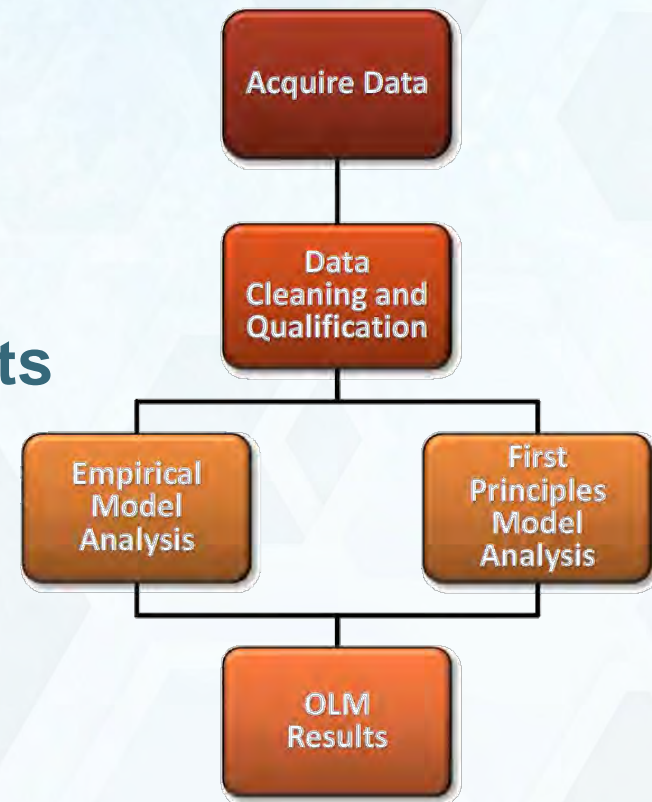 Acquire Data
Data
Cleaning and
Qualification
ts
Empirical
Model
Analysis
First
Principles
Model
Analysis
OLM
Results